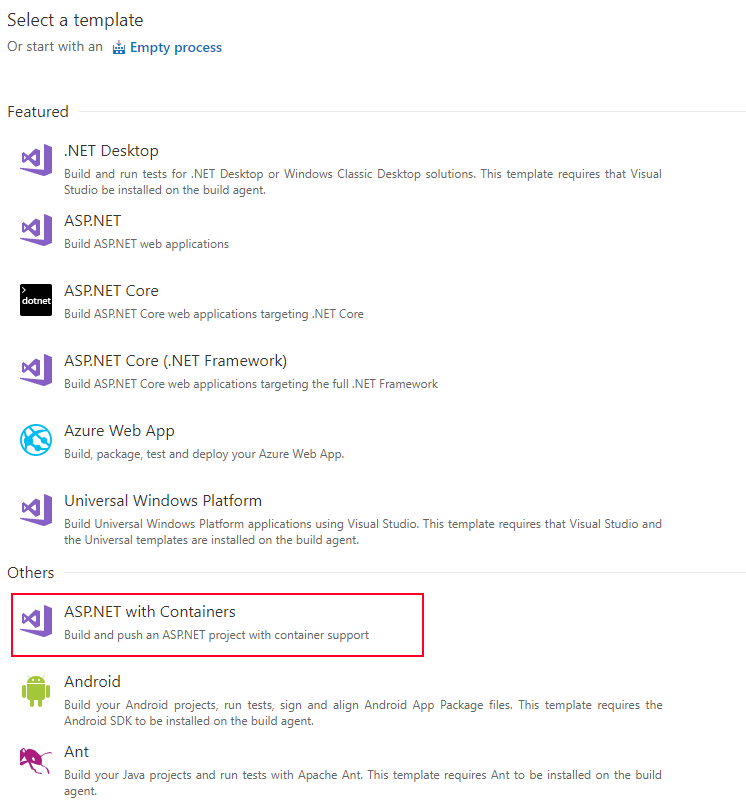 Select a template
Or start with an Empty process
Featured
.NET Desktop
Build and run tests for .NET Desktop or Windows Classic Desktop solutions. This template requires that Visual
Studio be installed on the build agent.
ASP.NET
Build ASP.NET web applications
dotnet
ASP.NET Core
Build ASP.NET Core web applications targeting .NET Core
ASP.NET Core (.NET Framework)
Build ASP.NET Core web applications targeting the full .NET Framework
Azure Web App
Build, package, test and deploy your Azure Web App.
Universal Windows Platform
Build Universal Windows Platform applications using Visual Studio. This template requires that Visual Studio and
the Universal templates are installed on the build agent.
Others
ASP.NET with Containers
Build and push an ASP.NET project with container support
Android
Build your Android projects, run tests, sign and align Android App Package files. This template requires the
Android SDK to be installed on the build agent.
Ant
Build your Java projects and run tests with Apache Ant. This template requires Ant to be installed on the build
agent.